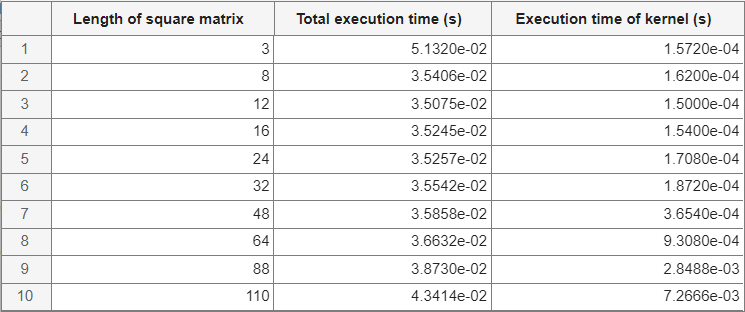 Length of square matrix Total execution time (s) Execution time of kernel (s)
1 3 5.1320e-02 1.5720e-04
2 8 3.5406e-02 1.6200e-04
3 12 3.5075e-02 1.5000e-04
4 16 3.5245e-02 1.5400e-04
5 24 3.5257e-02 1.7080e-04
6 32 3.5542e-02 1.8720e-04
7 48 3.5858e-02 3.6540e-04
8 64 3.6632e-02 9.3080e-04
9 88 3.8730e-02 2.8488e-03
10 110 4.3414e-02 7.2666e-03